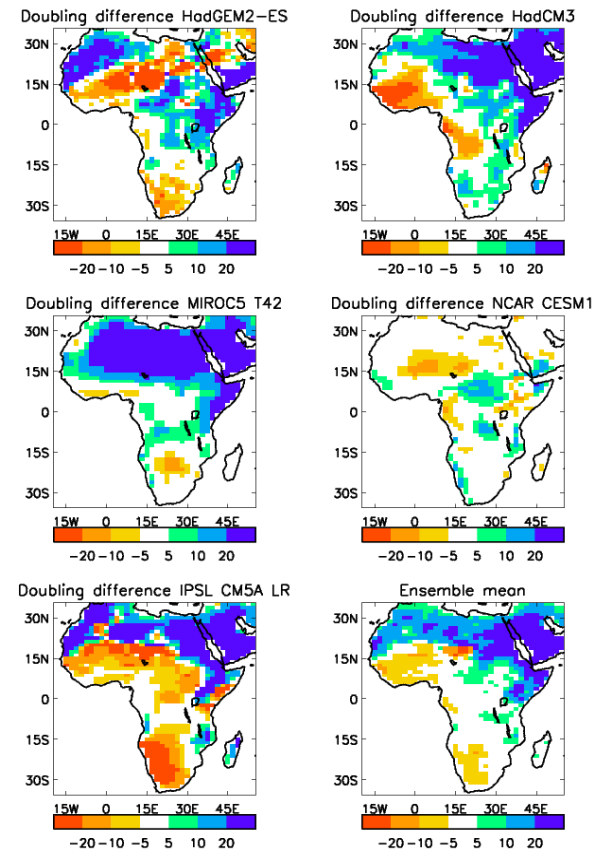 Doubling difference HadGEM2-ES
30N
15N
0
15S
30S
15W 0 15E 30E 45E
-20 -10 -5 5 10 20
Doubling difference HadCM3
30N
15N
0
15S
30S
15W 0 15E 30E 45E
-20 -10 -5 5 10 20
Doubling difference MIROC5 T42
30N
15N
0
15S
30S
15W 0 15E 30E 45E
-20 -10 -5 5 10 20
Doubling difference NCAR CESM1
30N
15N
0
15S
30S
15W 0 15E 30E 45E
-20 -10 -5 5 10 20
Doubling difference IPSL CM5A LR
30N
15N
0
15S
30S
15W 0 15E 30E 45E
-20 -10 -5 5 10 20
Ensemble mean
30N
15N
0
15S
30S
15W 0 15E 30E 45E
-20 -10 -5 5 10 20